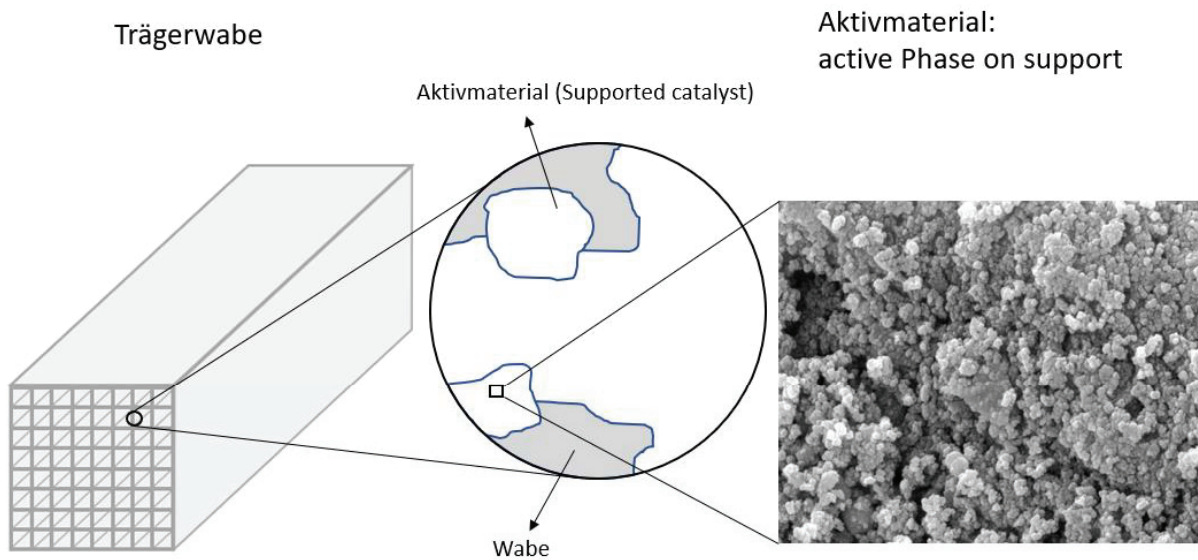 Trägerwabe
Aktivmaterial:
active Phase on support
Aktivmaterial (Supported catalyst)
Wabe